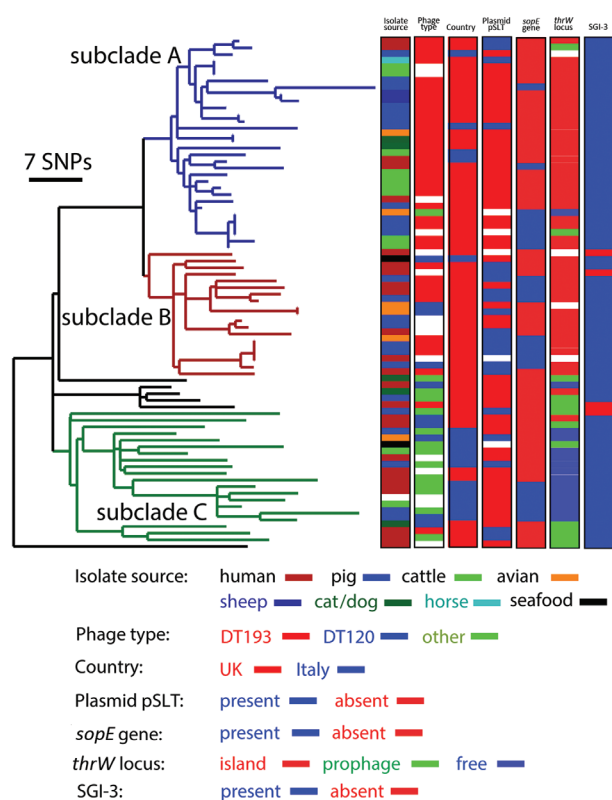 Isolate source
Phage type
Country
Plasmid pSLT
sopE gene
thrW locus
SGI-3
subclade A
7 SNPs
subclade B
subclade C
Isolate source: human pig cattle avian
sheep cat/dog horse seafood
Phage type: DT193 DT120 other
Country: UK Italy
Plasmid pSLT: present absent
sopE gene: present absent
thrW locus: island prophage free
SGI-3: present absent